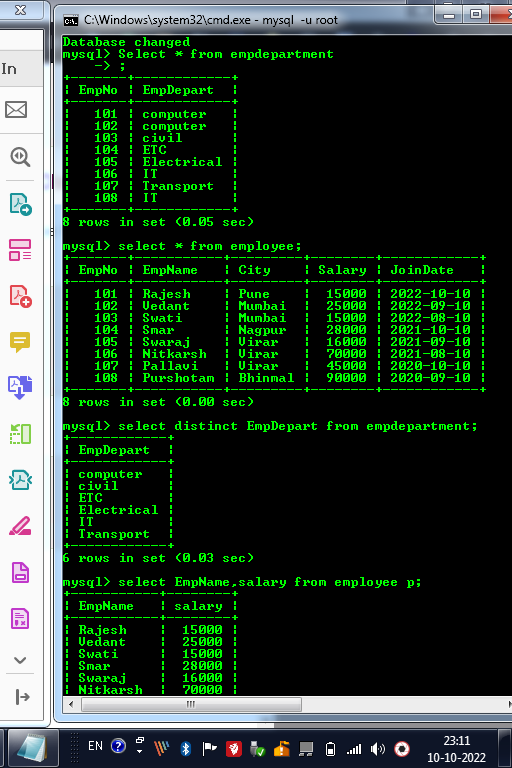 C:\Windows\system32\cmd.exe - mysql -u root
In
Database changed
mysql> Select * from empdepartment
-> ;
| EmpNo | EmpDepart |
| 101 | computer |
| 102 | computer |
| 103 | civil |
| 104 | ETC |
| 105 | Electrical |
| 106 | IT |
| 107 | Transport |
| 108 | IT |
8 rows in set (0.05 sec)
mysql> select * from employee;
| EmpNo | EmpName | City | Salary | JoinDate |
| 101 | Rajesh | Pune | 15000 | 2022-10-10 |
| 102 | Vedant | Mumbai | 25000 | 2022-09-10 |
| 103 | Swati | Mumbai | 15000 | 2022-08-10 |
| 104 | Smar | Nagpur | 28000 | 2021-10-10 |
| 105 | Swaraj | Virar | 16000 | 2021-09-10 |
| 106 | Nitkarsh | Virar | 70000 | 2021-08-10 |
| 107 | Pallavi | Virar | 45000 | 2020-10-10 |
| 108 | Purshotam | Bhinmal | 90000 | 2020-09-10 |
8 rows in set (0.00 sec)
mysql> select distinct EmpDepart from empdepartment;
| EmpDepart |
| computer |
| civil |
| ETC |
| Electrical |
| IT |
| Transport |
6 rows in set (0.03 sec)
mysql> select EmpName,salary from employee p;
| EmpName | salary |
| Rajesh | 15000 |
| Vedant | 25000 |
| Swati | 15000 |
| Smar | 28000 |
| Swaraj | 16000 |
| Nitkarsh | 70000 |
EN
23:11
10-10-2022